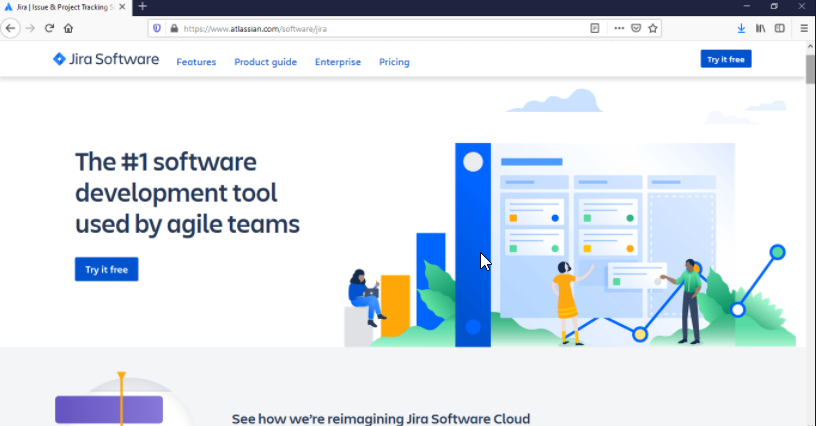 Jira | Issue & Project Tracking S
https://www.atlassian.com/software/jira
Jira Software
Features
Product guide
Enterprise
Pricing
Try it free
The #1 software
development tool
used by agile teams
Try it free
See how we're reimagining Jira Software Cloud